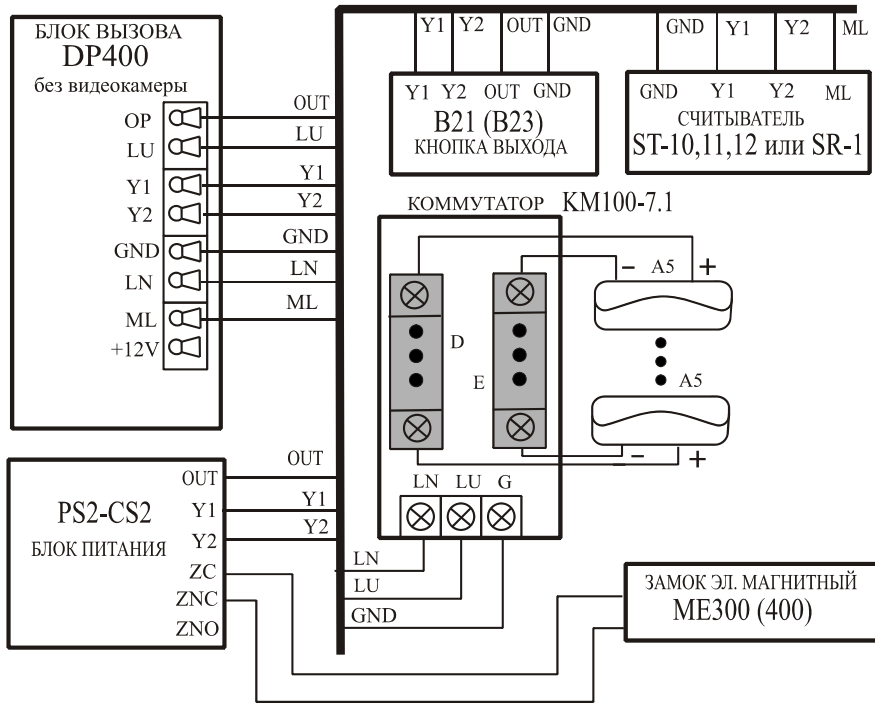 БЛОК ВЫЗОВА
DP400
без видеокамеры
OP
LU
Y1
Y2
GND
LN
ML
+12V
OUT
LU
Y1
Y2
GND
LN
ML
Y1 Y2 OUT GND
Y1 Y2 OUT GND
B21 (B23)
КНОПКА ВЫХОДА
GND Y1 Y2 ML
GND Y1 Y2 ML
СЧИТЫВАТЕЛЬ
ST-10,11,12 или SR-1
КОММУТАТОР KM100-7.1
D
E
LN LU G
− A5 +
A5
− +
PS2-CS2
БЛОК ПИТАНИЯ
OUT
Y1
Y2
ZC
ZNC
ZNO
OUT
Y1
Y2
LN
LU
GND
ЗАМОК ЭЛ. МАГНИТНЫЙ
ME300 (400)